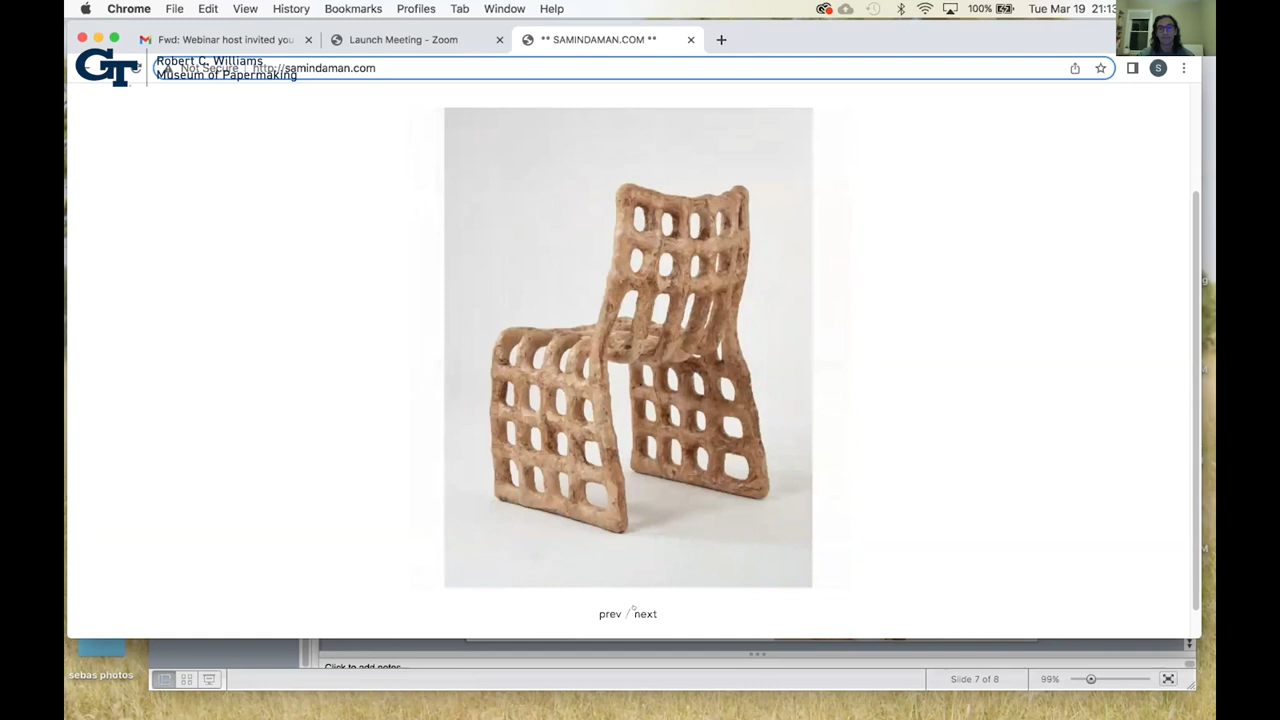 Chrome File Edit View History Bookmarks Profiles Tab Window Help 100% Tue Mar 19 21:13
Fwd: Webinar host invited you
Launch Meeting - Zoom
** SAMINDAMAN.COM **
GT
Robert C. Williams
Museum of Papermaking
Not Secure
http://samindaman.com
S
prev / next
Click to add notes
sebas photos
Slide 7 of 8
99%